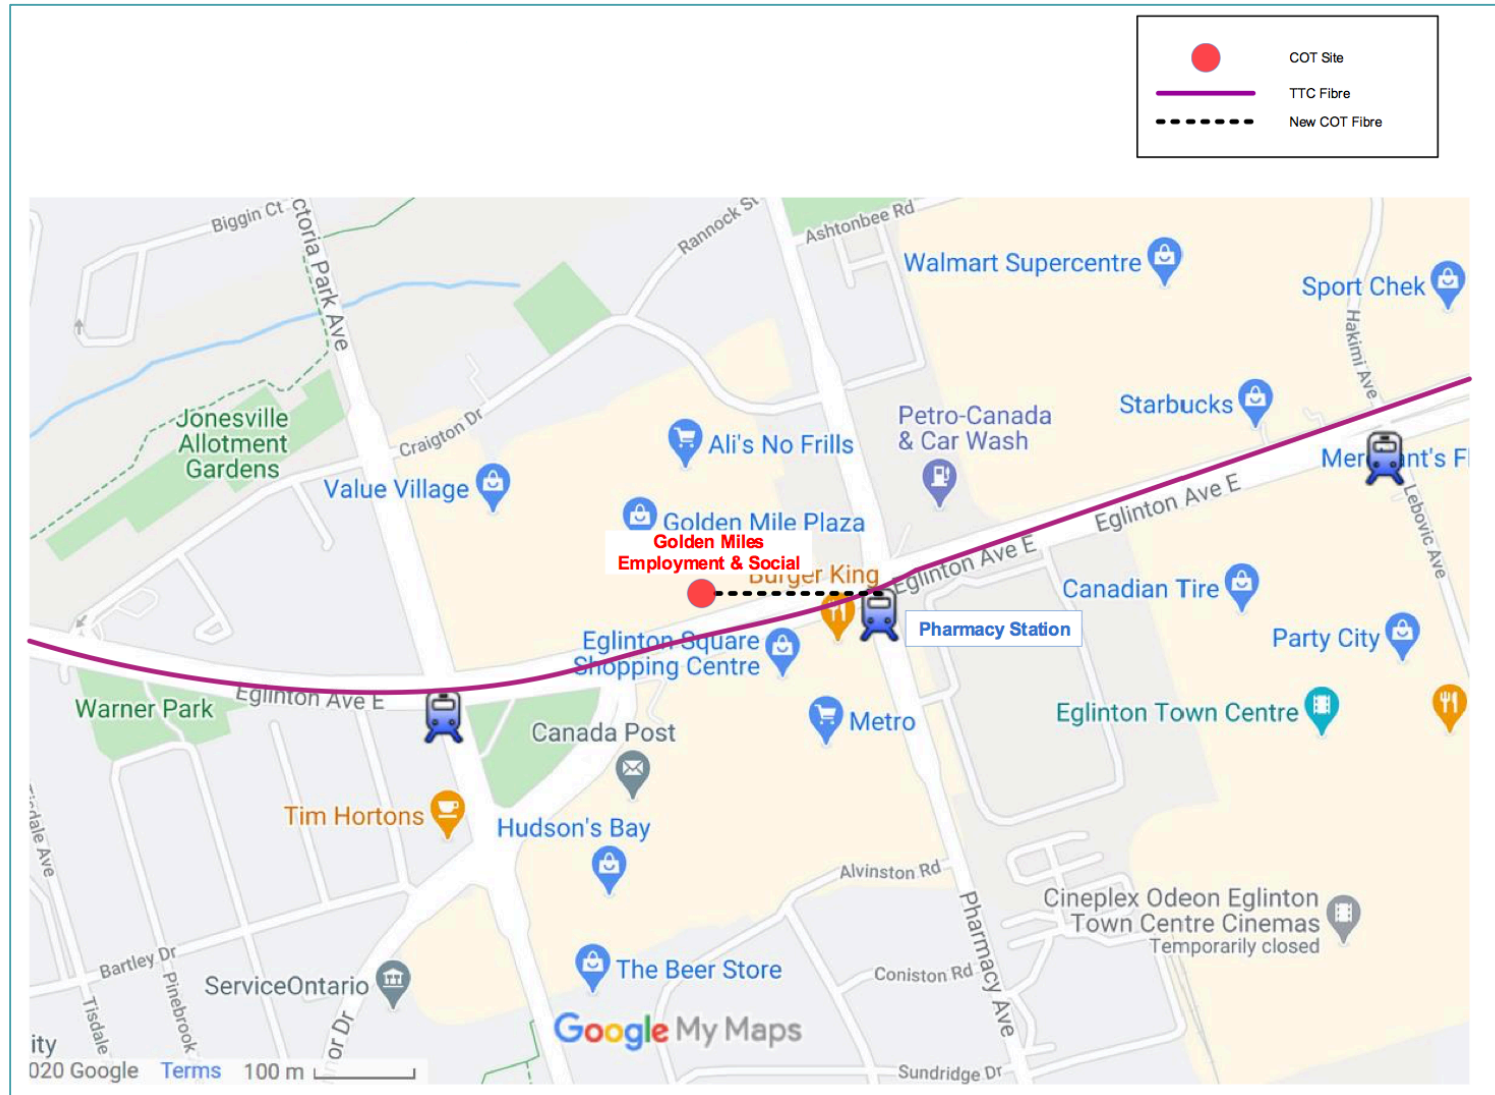 COT Site
TTC Fibre
New COT Fibre
Biggin Ct
ctoria Park Ave
Rannock St
Ashtonbee Rd
Walmart Supercentre
Sport Chek
Hakimi Ave
Starbucks
Petro-Canada
& Car Wash
Jonesville
Allotment
Gardens
Craigton Dr
Ali's No Frills
Value Village
Golden Mile Plaza
Golden Miles
Employment & Social
Burger King
Eglinton Ave E
Eglinton Ave E
Lebovic Ave
Canadian Tire
Pharmacy Station
Party City
Eglinton Square
Shopping Centre
Warner Park
Eglinton Ave E
Canada Post
Metro
Eglinton Town Centre
Tim Hortons
Hudson's Bay
Alvinston Rd
Pharmacy Ave
Cineplex Odeon Eglinton
Town Centre Cinemas
Temporarily closed
Bartley Dr
Pinebrook
Tisdale
ServiceOntario
The Beer Store
Coniston Rd
Google My Maps
or Dr
ity
020 Google Terms 100 m
Sundridge Dr